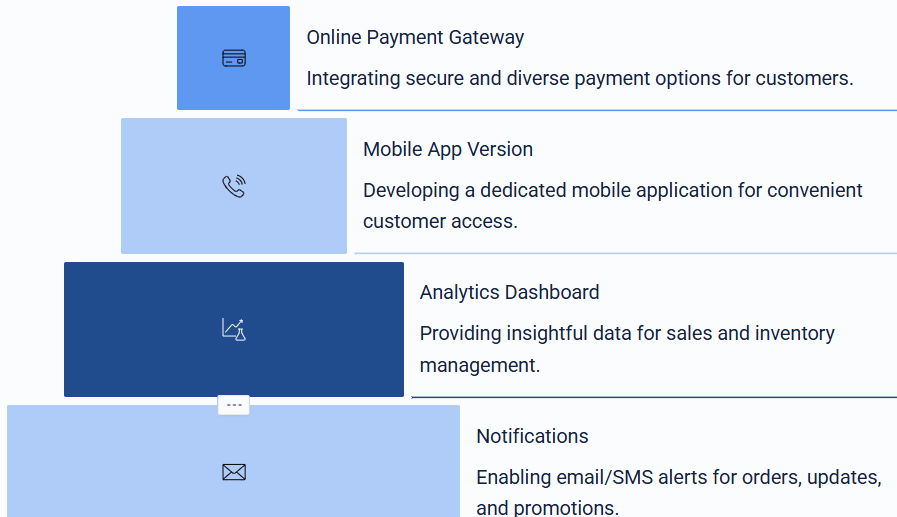 Online Payment Gateway
Integrating secure and diverse payment options for customers.
Mobile App Version
Developing a dedicated mobile application for convenient
customer access.
Analytics Dashboard
Providing insightful data for sales and inventory
management.
Notifications
Enabling email/SMS alerts for orders, updates,
and promotions.